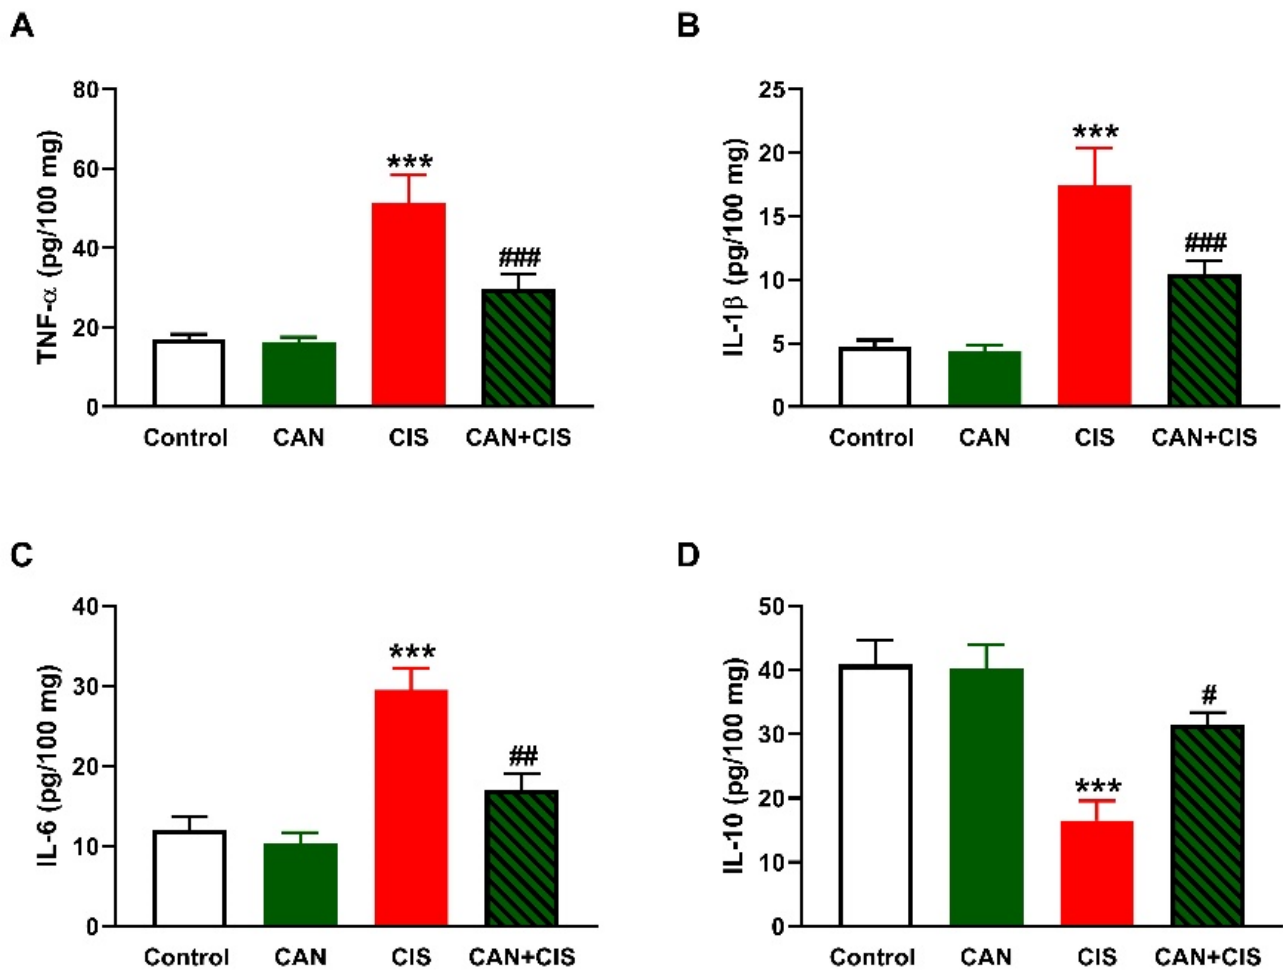 A
TNF-α (pg/100 mg)
80
60
40
20
0
***
###
Control CAN CIS CAN+CIS
B
IL-1β (pg/100 mg)
25
20
15
10
5
0
***
###
Control CAN CIS CAN+CIS
C
IL-6 (pg/100 mg)
40
30
20
10
0
***
##
Control CAN CIS CAN+CIS
D
IL-10 (pg/100 mg)
50
40
30
20
10
0
***
#
Control CAN CIS CAN+CIS